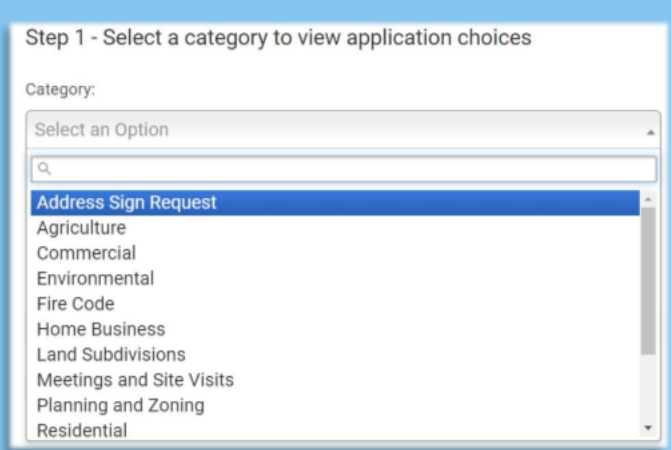 Step 1 - Select a category to view application choices
Category:
Select an Option
Address Sign Request
Agriculture
Commercial
Environmental
Fire Code
Home Business
Land Subdivisions
Meetings and Site Visits
Planning and Zoning
Residential